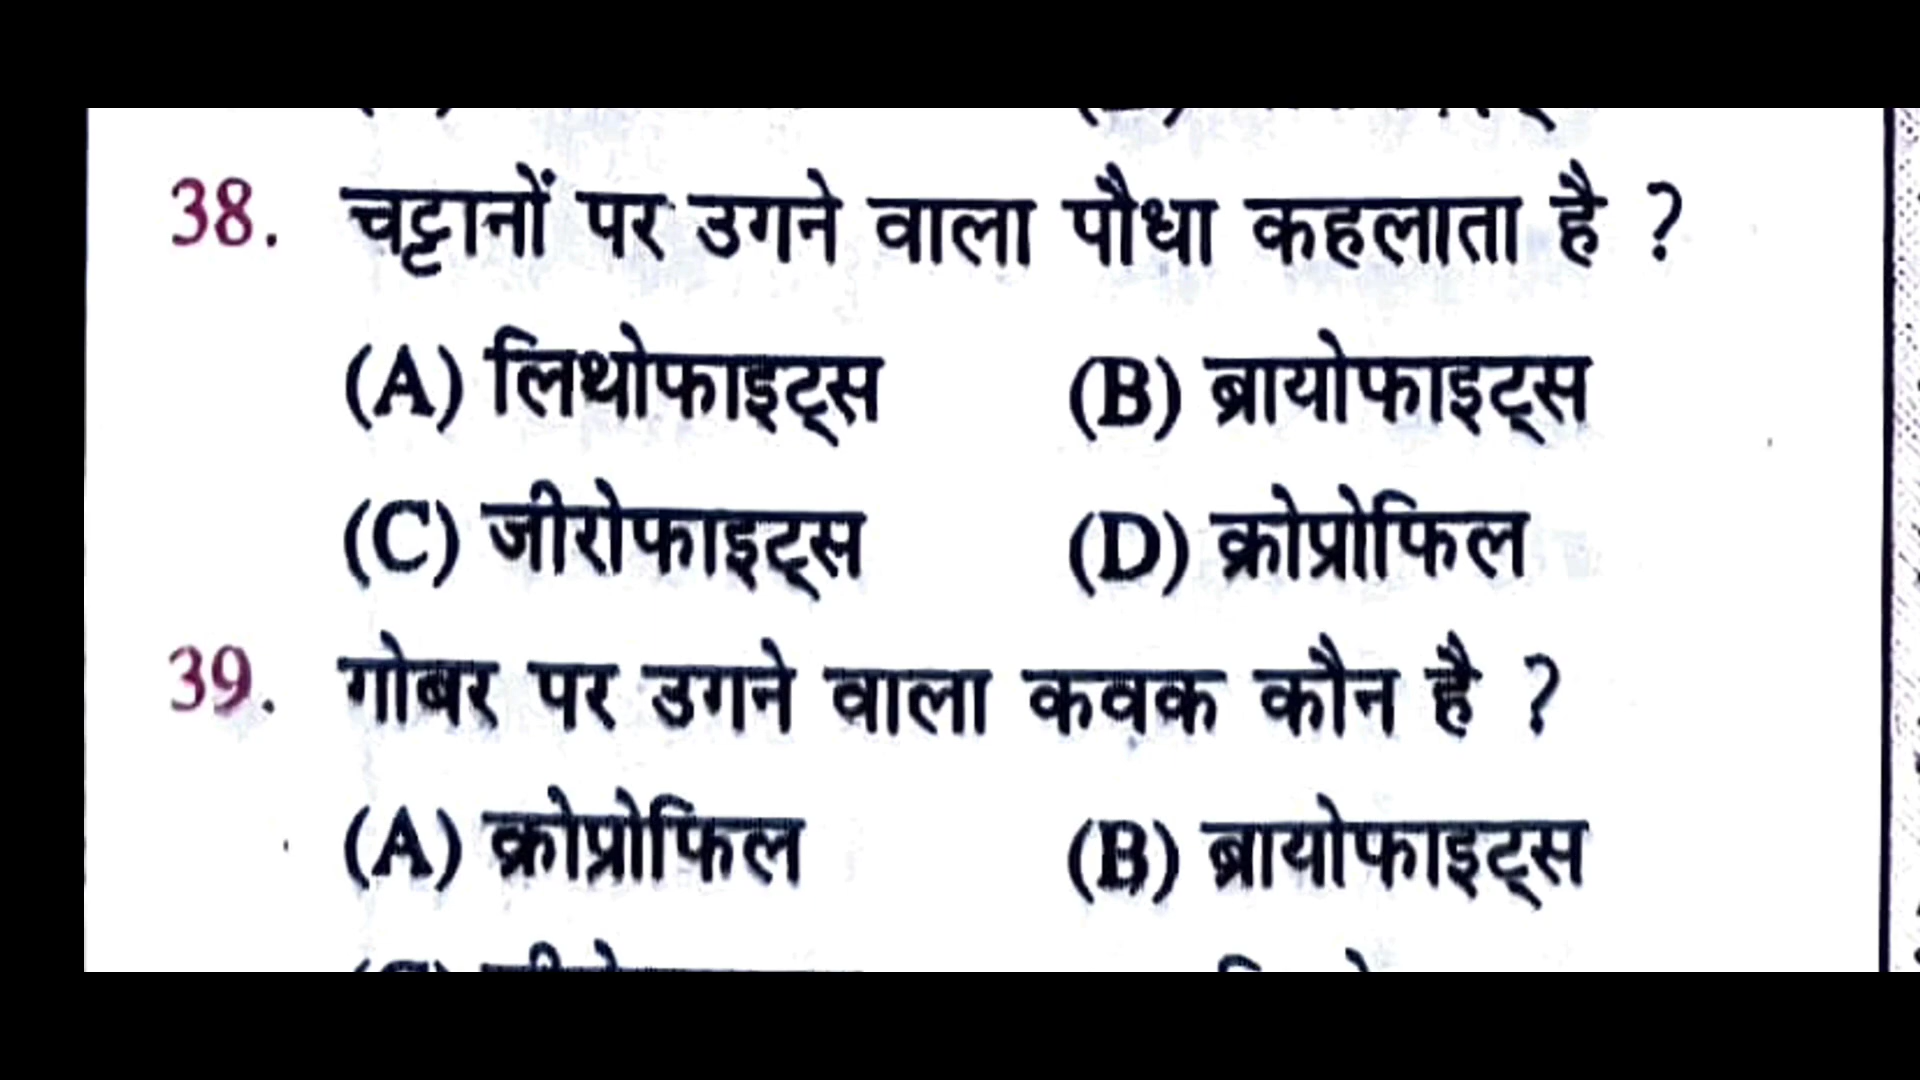 38. चट्टानों पर उगने वाला पौधा कहलाता है ?
(A) लिथोफाइट्स (B) ब्रायोफाइट्स
(C) जीरोफाइट्स (D) क्रोप्रोफिल
39. गोबर पर उगने वाला कवक कौन है ?
(A) क्रोप्रोफिल (B) ब्रायोफाइट्स